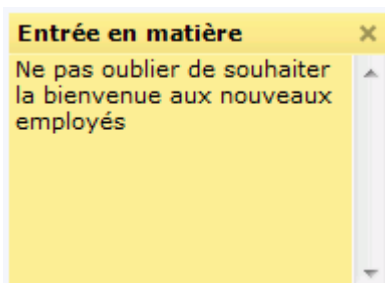 Entrée en matière
Ne pas oublier de souhaiter
la bienvenue aux nouveaux
employés